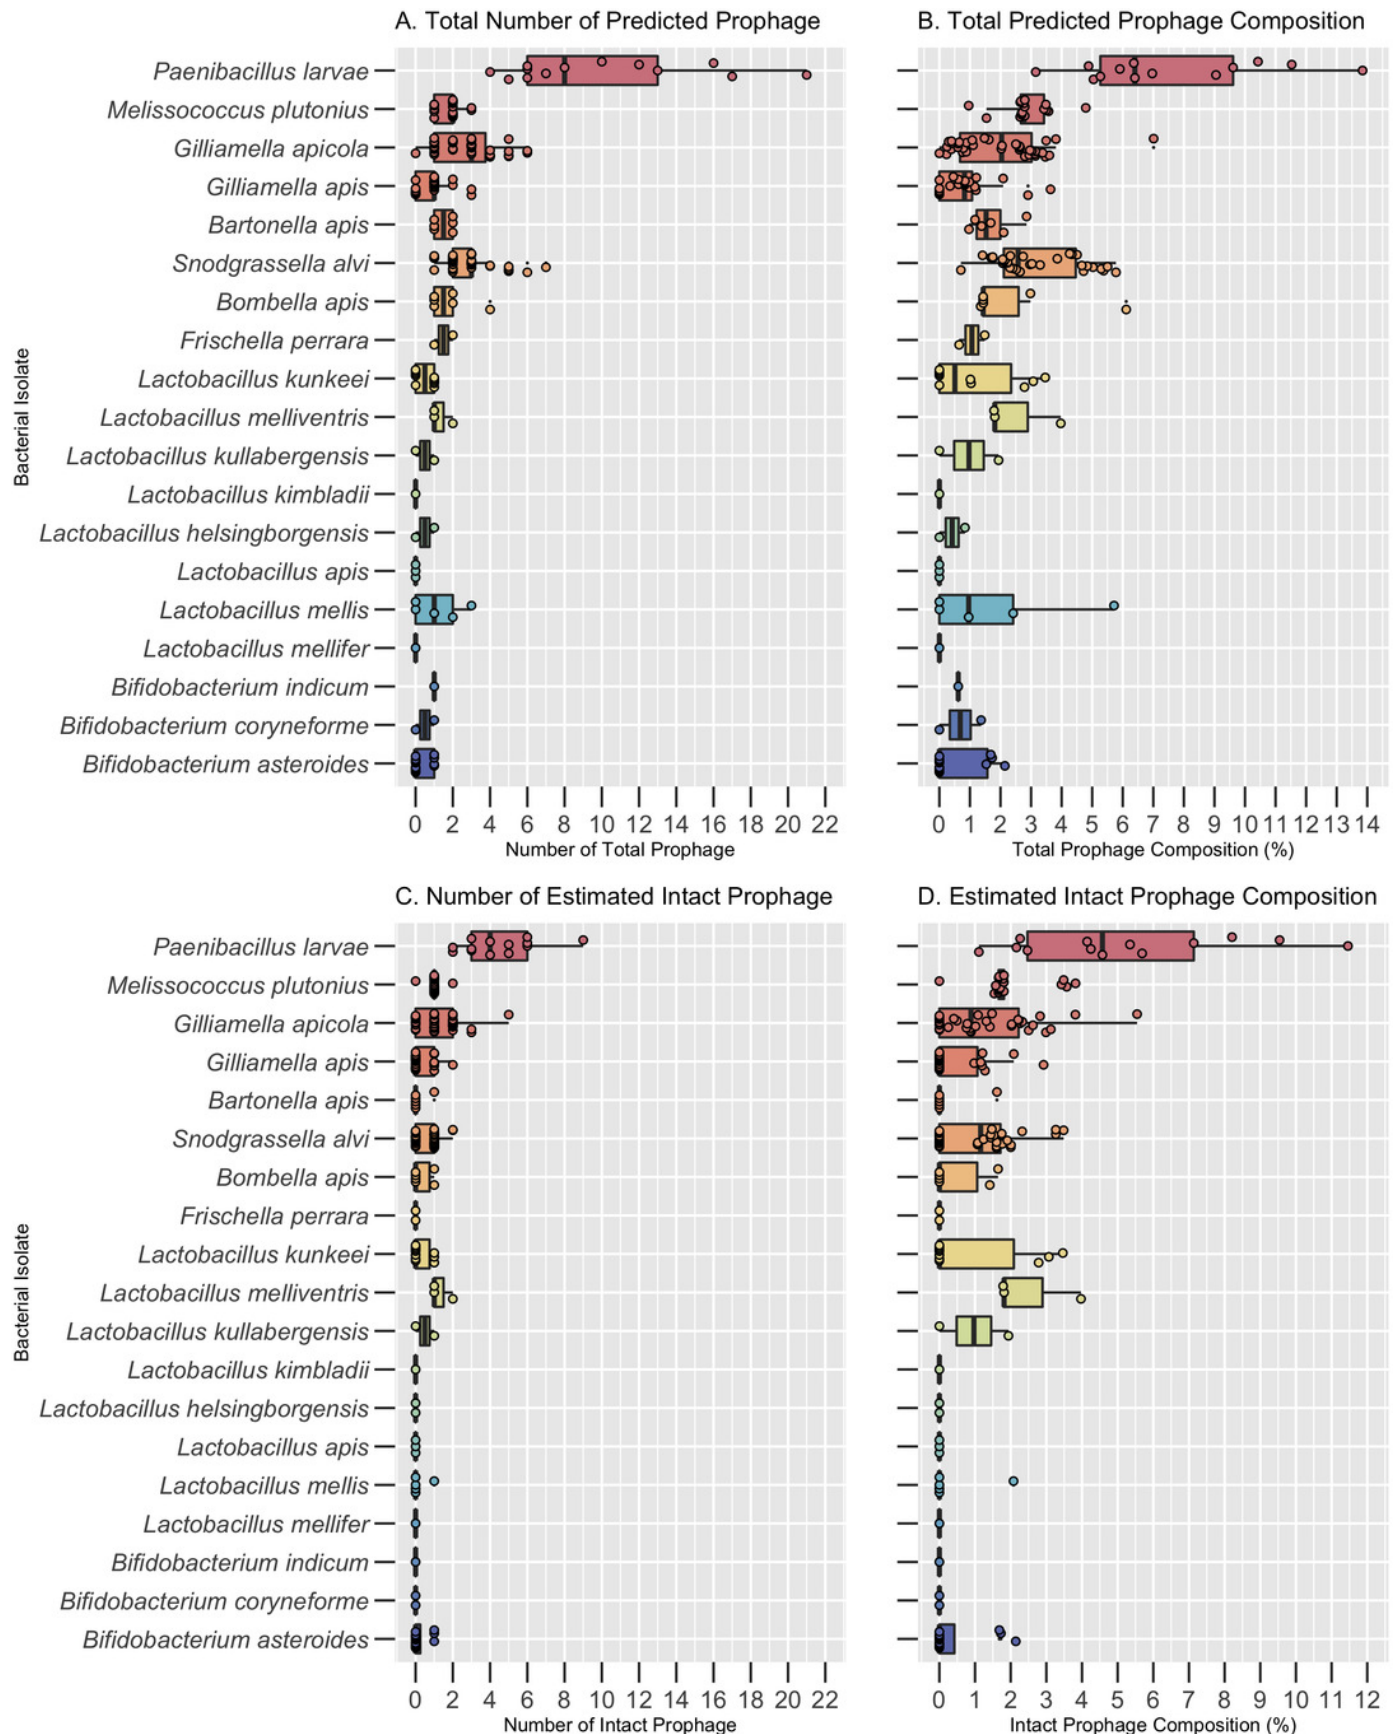 A. Total Number of Predicted Prophage
B. Total Predicted Prophage Composition
Bacterial Isolate
Paenibacillus larvae
Melissococcus plutonius
Gilliamella apicola
Gilliamella apis
Bartonella apis
Snodgrassella alvi
Bombella apis
Frischella perrara
Lactobacillus kunkeei
Lactobacillus melliventris
Lactobacillus kullabergensis
Lactobacillus kimbladii
Lactobacillus helsingborgensis
Lactobacillus apis
Lactobacillus mellis
Lactobacillus mellifer
Bifidobacterium indicum
Bifidobacterium coryneforme
Bifidobacterium asteroides
0 2 4 6 8 10 12 14 16 18 20 22
0 1 2 3 4 5 6 7 8 9 10 11 12 13 14
Number of Total Prophage
Total Prophage Composition (%)
C. Number of Estimated Intact Prophage
D. Estimated Intact Prophage Composition
Bacterial Isolate
Paenibacillus larvae
Melissococcus plutonius
Gilliamella apicola
Gilliamella apis
Bartonella apis
Snodgrassella alvi
Bombella apis
Frischella perrara
Lactobacillus kunkeei
Lactobacillus melliventris
Lactobacillus kullabergensis
Lactobacillus kimbladii
Lactobacillus helsingborgensis
Lactobacillus apis
Lactobacillus mellis
Lactobacillus mellifer
Bifidobacterium indicum
Bifidobacterium coryneforme
Bifidobacterium asteroides
0 2 4 6 8 10 12 14 16 18 20 22
0 1 2 3 4 5 6 7 8 9 10 11 12
Number of Intact Prophage
Intact Prophage Composition (%)